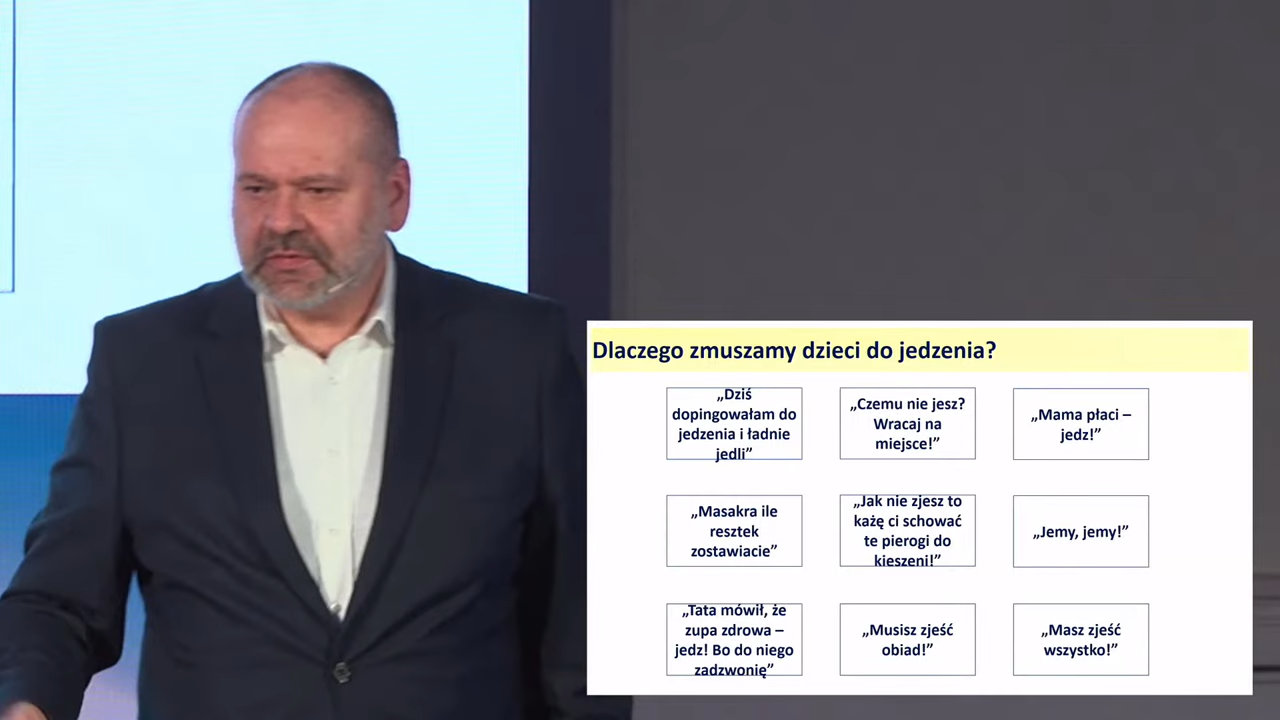 Dlaczego zmuszamy dzieci do jedzenia?
„Dziś
dopingowałam do
jedzenia i ładnie
jedli”
„Czemu nie jesz?
Wracaj na
miejsce!”
„Mama płaci –
jedz!”
„Masakra ile
resztek
zostawiacie”
„Jak nie zjesz to
każę ci schować
te pierogi do
kieszeni!”
„Jemy, jemy!”
„Tata mówił, że
zupa zdrowa –
jedz! Bo do niego
zadzwonię”
„Musisz zjeść
obiad!”
„Masz zjeść
wszystko!”